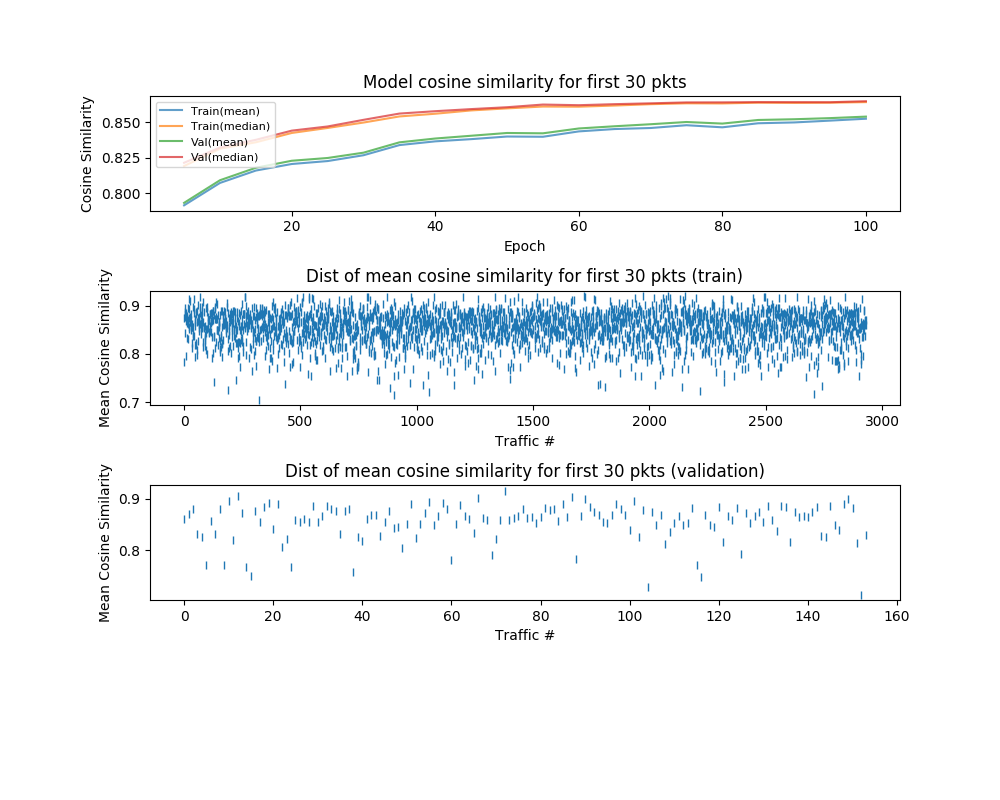 Model cosine similarity for first 30 pkts
Cosine Similarity
0.850
0.825
0.800
Train(mean)
Train(median)
Val(mean)
Val(median)
20 40 60 80 100
Epoch
Dist of mean cosine similarity for first 30 pkts (train)
Mean Cosine Similarity
0.9
0.8
0.7
0 500 1000 1500 2000 2500 3000
Traffic #
Dist of mean cosine similarity for first 30 pkts (validation)
Mean Cosine Similarity
0.9
0.8
0 20 40 60 80 100 120 140 160
Traffic #